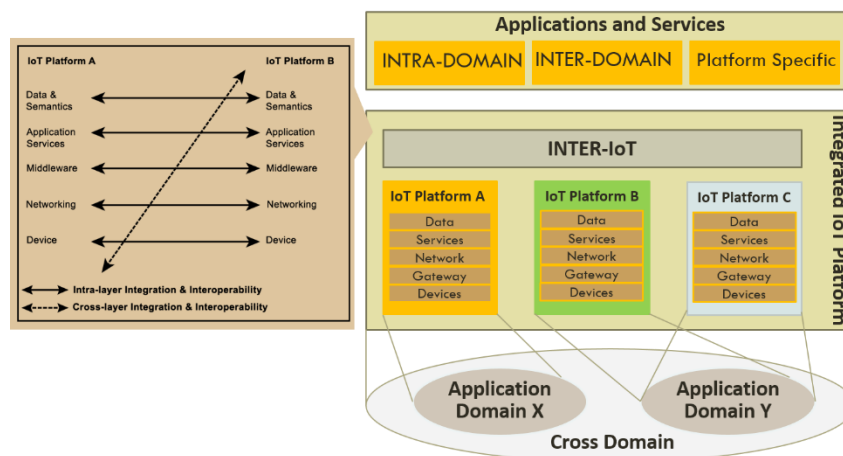 IoT Platform A
IoT Platform B
Data &
Semantics
Data &
Semantics
Application
Services
Application
Services
Middleware
Middleware
Networking
Networking
Device
Device
Intra-layer Integration & Interoperability
Cross-layer Integration & Interoperability
Applications and Services
INTRA-DOMAIN
INTER-DOMAIN
Platform Specific
INTER-IoT
Integrated IoT Platform
IoT Platform A
Data
Services
Network
Gateway
Devices
IoT Platform B
Data
Services
Network
Gateway
Devices
IoT Platform C
Data
Services
Network
Gateway
Devices
Application
Domain X
Application
Domain Y
Cross Domain